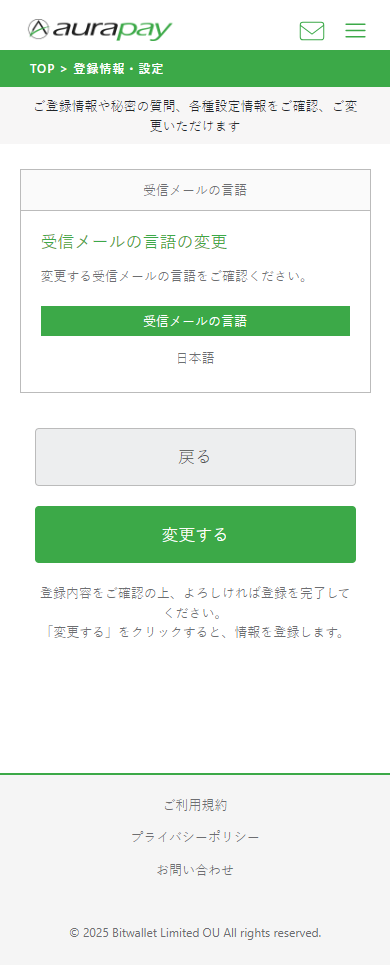 aurapay
TOP > 登録情報・設定
ご登録情報や秘密の質問、各種設定情報をご確認、ご変
更いただけます
受信メールの言語
受信メールの言語の変更
変更する受信メールの言語をご確認ください。
受信メールの言語
日本語
戻る
変更する
登録内容をご確認の上、よろしければ登録を完了して
ください。
「変更する」をクリックすると、情報を登録します。
ご利用規約
プライバシーポリシー
お問い合わせ
© 2025 Bitwallet Limited OU All rights reserved.